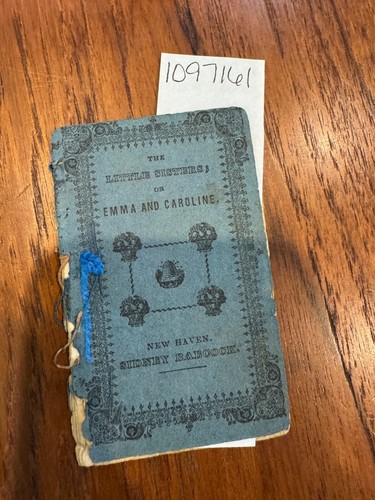 1097161
THE
LITTLE SISTERS;
OR
EMMA AND CAROLINE.
NEW HAVEN.
SIDNEY BABCOCK.